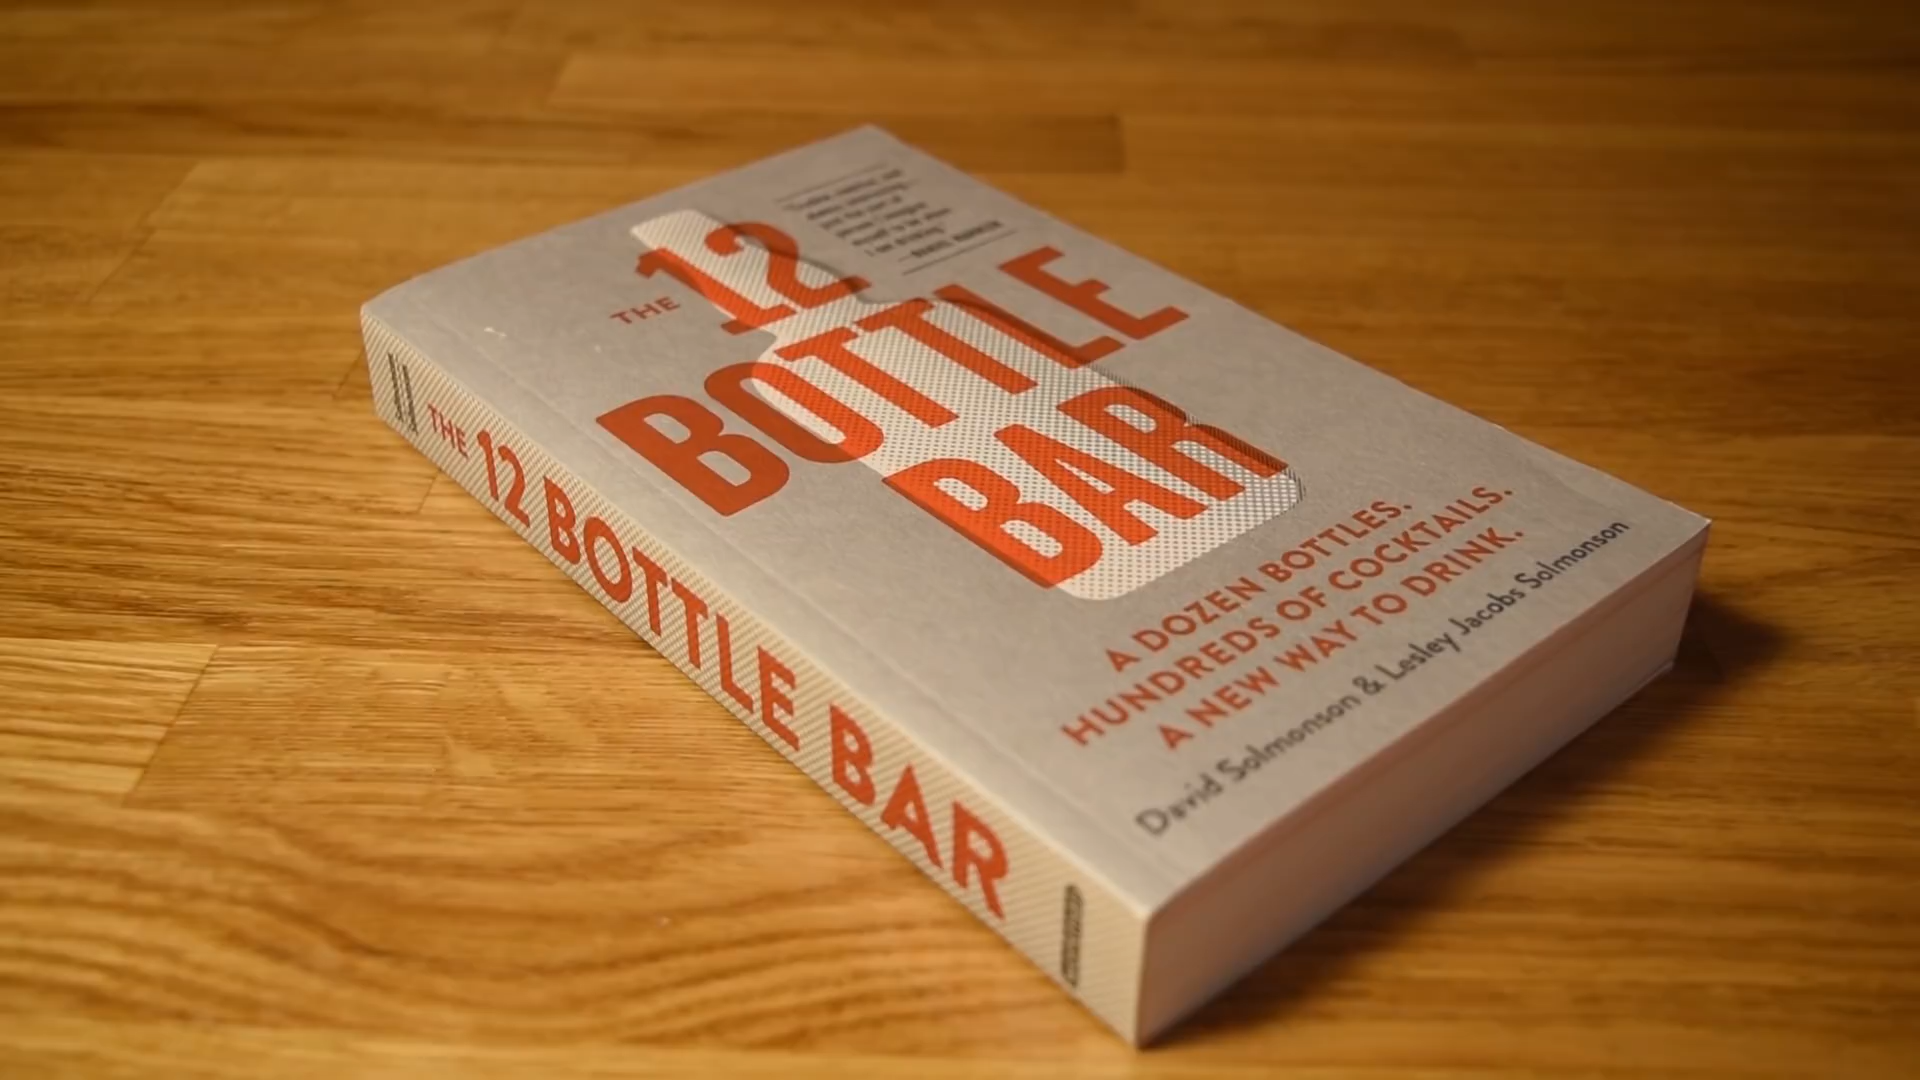 THE 12
BOTTLE
BAR
A DOZEN BOTTLES.
HUNDREDS OF COCKTAILS.
A NEW WAY TO DRINK.
David Solmonson & Lesley Jacobs Solmonson
THE 12 BOTTLE BAR